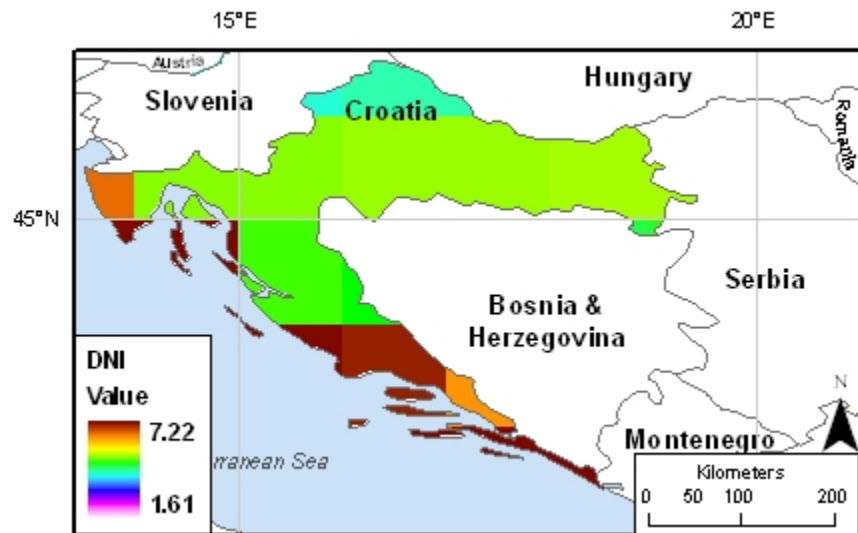 15°E
20°E
Austria
Hungary
Slovenia
Croatia
Romania
45°N
Serbia
Bosnia &
Herzegovina
DNI
Value
7.22
1.61
rranean Sea
N
Montenegro
Kilometers
0 50 100 200